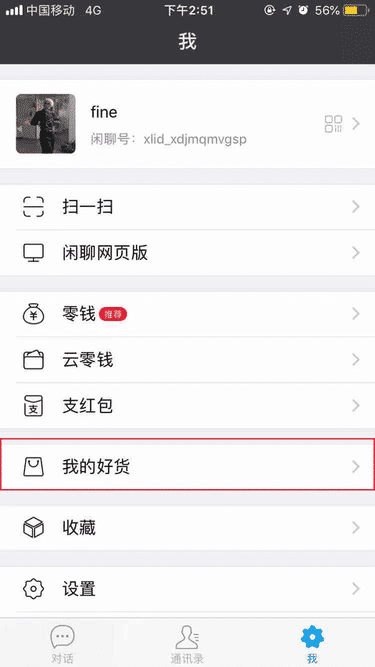 中国移动 4G 下午2:51 56%
我
fine
闲聊号：xlid_xdjmqmvgsp
扫一扫
闲聊网页版
零钱 推荐
云零钱
支红包
我的好货
收藏
设置
对话 通讯录 我